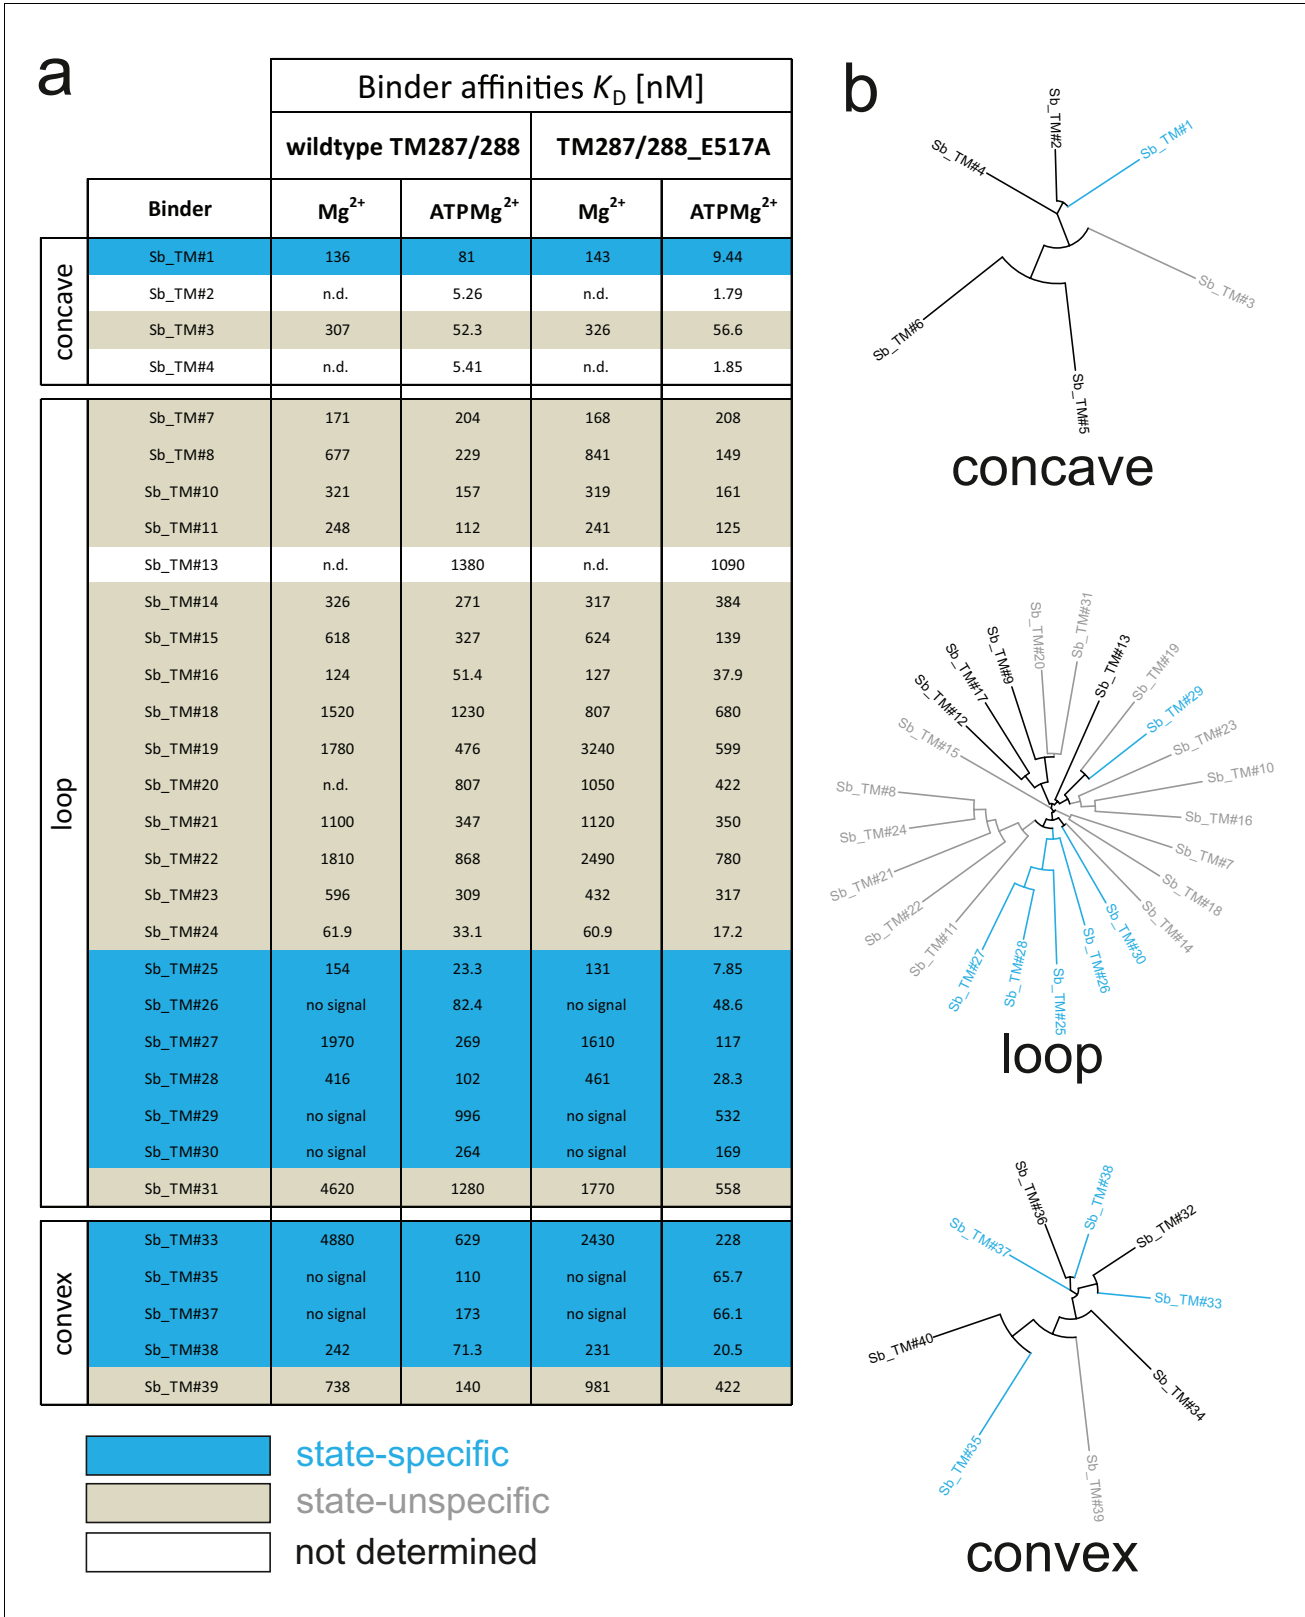 a
Binder affinities KD [nM]
wildtype TM287/288 TM287/288_E517A
Binder Mg2+ ATPMg2+ Mg2+ ATPMg2+
concave
Sb_TM#1 136 81 143 9.44
Sb_TM#2 n.d. 5.26 n.d. 1.79
Sb_TM#3 307 52.3 326 56.6
Sb_TM#4 n.d. 5.41 n.d. 1.85
loop
Sb_TM#7 171 204 168 208
Sb_TM#8 677 229 841 149
Sb_TM#10 321 157 319 161
Sb_TM#11 248 112 241 125
Sb_TM#13 n.d. 1380 n.d. 1090
Sb_TM#14 326 271 317 384
Sb_TM#15 618 327 624 139
Sb_TM#16 124 51.4 127 37.9
Sb_TM#18 1520 1230 807 680
Sb_TM#19 1780 476 3240 599
Sb_TM#20 n.d. 807 1050 422
Sb_TM#21 1100 347 1120 350
Sb_TM#22 1810 868 2490 780
Sb_TM#23 596 309 432 317
Sb_TM#24 61.9 33.1 60.9 17.2
Sb_TM#25 154 23.3 131 7.85
Sb_TM#26 no signal 82.4 no signal 48.6
Sb_TM#27 1970 269 1610 117
Sb_TM#28 416 102 461 28.3
Sb_TM#29 no signal 996 no signal 532
Sb_TM#30 no signal 264 no signal 169
Sb_TM#31 4620 1280 1770 558
convex
Sb_TM#33 4880 629 2430 228
Sb_TM#35 no signal 110 no signal 65.7
Sb_TM#37 no signal 173 no signal 66.1
Sb_TM#38 242 71.3 231 20.5
Sb_TM#39 738 140 981 422
state-specific
state-unspecific
not determined
b
Sb_TM#2
Sb_TM#1
Sb_TM#4
Sb_TM#3
Sb_TM#6
Sb_TM#5
concave
Sb_TM#31
Sb_TM#20
Sb_TM#9
Sb_TM#13
Sb_TM#17
Sb_TM#19
Sb_TM#12
Sb_TM#29
Sb_TM#15
Sb_TM#23
Sb_TM#10
Sb_TM#8
Sb_TM#16
Sb_TM#24
Sb_TM#7
Sb_TM#21
Sb_TM#18
Sb_TM#22
Sb_TM#14
Sb_TM#11
Sb_TM#30
Sb_TM#27
Sb_TM#28
Sb_TM#26
Sb_TM#25
loop
Sb_TM#36
Sb_TM#38
Sb_TM#32
Sb_TM#37
Sb_TM#33
Sb_TM#40
Sb_TM#34
Sb_TM#35
Sb_TM#39
convex